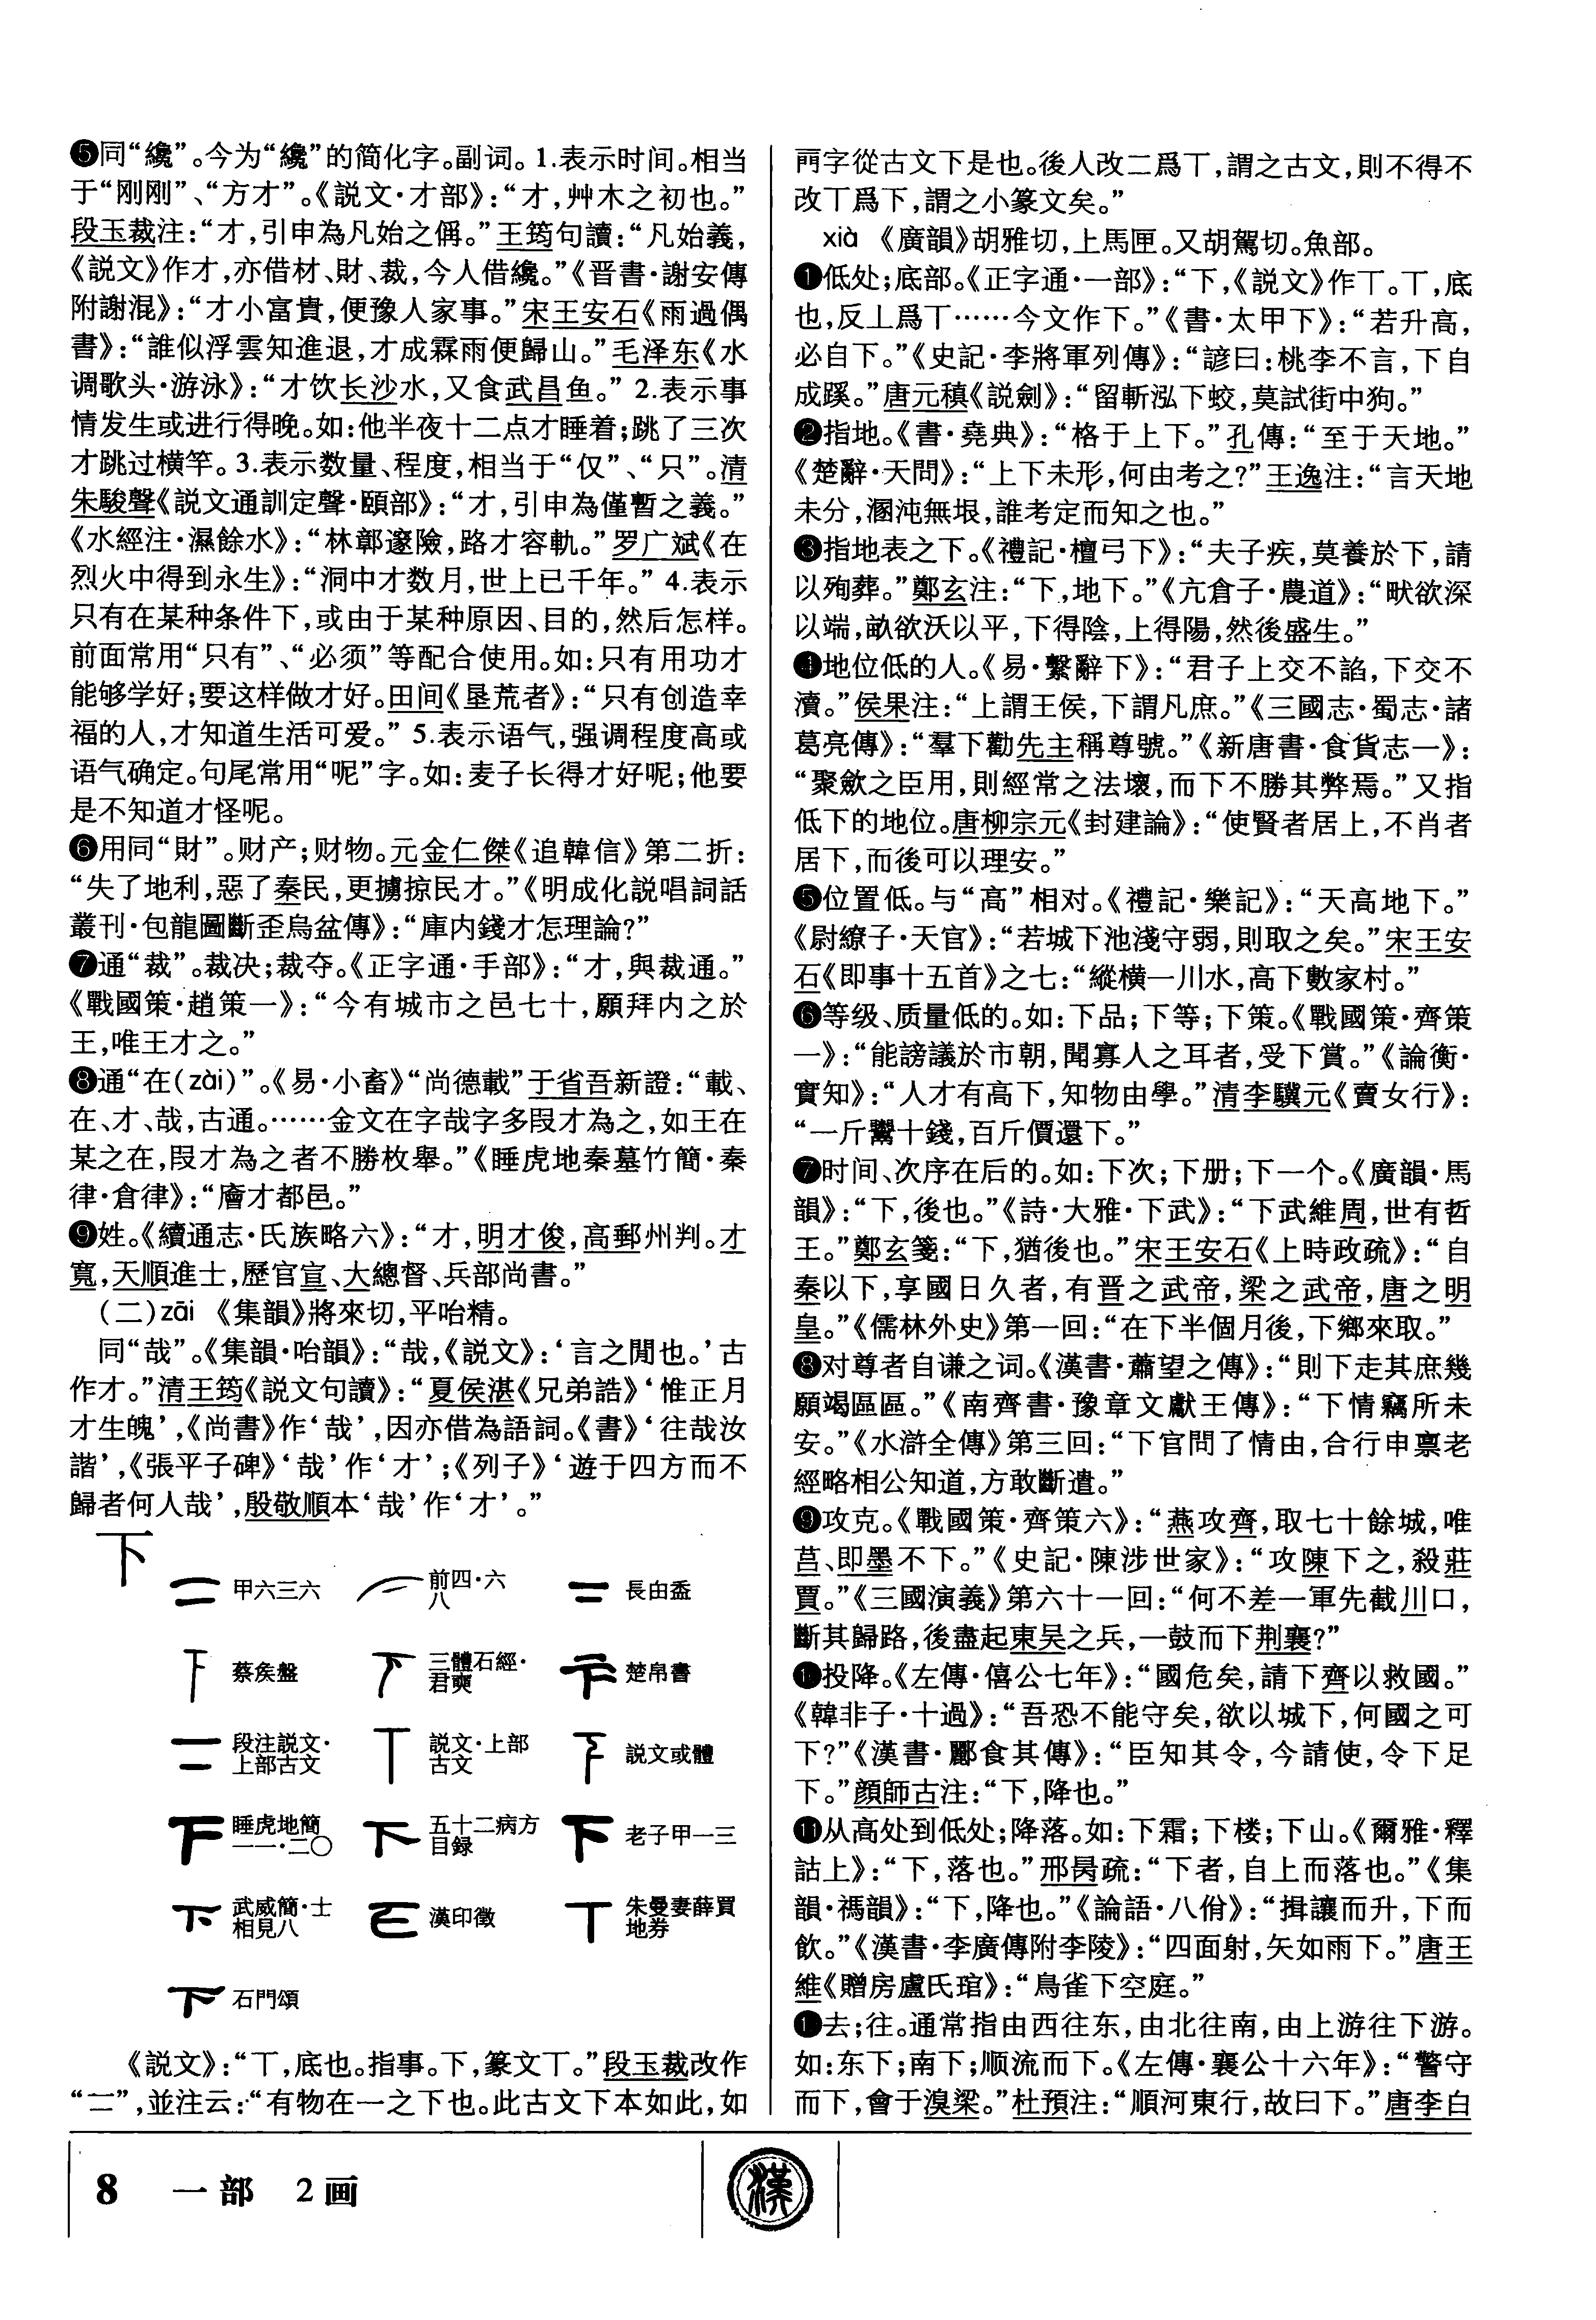 ❺同“纔”。今为“纔”的简化字。副词。1.表示时间。相当
于“刚刚”、“方才”。《説文·才部》：“才，艸木之初也。”
段玉裁注：“才，引申為凡始之偁。”王筠句讀：“凡始義，
《説文》作才，亦借材、財、裁，今人借纔。”《晋書·謝安傳
附謝混》：“才小富貴，便豫人家事。”宋王安石《雨過偶
書》：“誰似浮雲知進退，才成霖雨便歸山。”毛泽东《水
调歌头·游泳》：“才饮长沙水，又食武昌鱼。”2.表示事
情发生或进行得晚。如：他半夜十二点才睡着；跳了三次
才跳过横竿。3.表示数量、程度，相当于“仅”、“只”。清
朱駿聲《説文通訓定聲·頤部》：“才，引申為僅暫之義。”
《水經注·濕餘水》：“林鄣邃險，路才容軌。”罗广斌《在
烈火中得到永生》：“洞中才数月，世上已千年。”4.表示
只有在某种条件下，或由于某种原因、目的，然后怎样。
前面常用“只有”、“必须”等配合使用。如：只有用功才
能够学好；要这样做才好。田间《垦荒者》：“只有创造幸
福的人，才知道生活可爱。”5.表示语气，强调程度高或
语气确定。句尾常用“呢”字。如：麦子长得才好呢；他要
是不知道才怪呢。
❻用同“財”。财产；财物。元金仁傑《追韓信》第二折：
“失了地利，惡了秦民，更擄掠民才。”《明成化説唱詞話
叢刊·包龍圖斷歪烏盆傳》：“庫内錢才怎理論？”
❼通“裁”。裁决；裁夺。《正字通·手部》：“才，與裁通。”
《戰國策·趙策一》：“今有城市之邑七十，願拜内之於
王，唯王才之。”
❽通“在(zài)”。《易·小畜》“尚德載”于省吾新證：“載、
在、才、哉，古通。……金文在字哉字多叚才為之，如王在
某之在，叚才為之者不勝枚舉。”《睡虎地秦墓竹簡·秦
律·倉律》：“廥才都邑。”
❾姓。《續通志·氏族略六》：“才，明才俊，高郵州判。才
寬，天順進士，歷官宣、大總督、兵部尚書。”
(二)zāi 《集韻》將來切，平咍精。
同“哉”。《集韻·咍韻》：“哉，《説文》：‘言之閒也。’古
作才。”清王筠《説文句讀》：“夏侯湛《兄弟誥》‘惟正月
才生魄’，《尚書》作‘哉’，因亦借為語詞。《書》‘往哉汝
諧’，《張平子碑》‘哉’作‘才’；《列子》‘遊于四方而不
歸者何人哉’，殷敬順本‘哉’作‘才’。”
下
甲六三六 前四·六八 長由盉
蔡侯盤 三體石經·君奭 楚帛書
段注説文·上部古文 説文·上部古文 説文或體
睡虎地簡一一·二〇 五十二病方目録 老子甲一三
武威簡·士相見八 漢印徵 朱曼妻薛買地券
石門頌
《説文》：“丅，底也。指事。下，篆文丅。”段玉裁改作
“二”，並注云：“有物在一之下也。此古文下本如此，如
𠕒字從古文下是也。後人改二爲丅，謂之古文，則不得不
改丅爲下，謂之小篆文矣。”
xià 《廣韻》胡雅切，上馬匣。又胡駕切。魚部。
❶低处；底部。《正字通·一部》：“下，《説文》作丅。丅，底
也，反丄爲丅……今文作下。”《書·太甲下》：“若升高，
必自下。”《史記·李將軍列傳》：“諺曰：桃李不言，下自
成蹊。”唐元稹《説劍》：“留斬泓下蛟，莫試街中狗。”
❷指地。《書·堯典》：“格于上下。”孔傳：“至于天地。”
《楚辭·天問》：“上下未形，何由考之？”王逸注：“言天地
未分，溷沌無垠，誰考定而知之也。”
❸指地表之下。《禮記·檀弓下》：“夫子疾，莫養於下，請
以殉葬。”鄭玄注：“下，地下。”《亢倉子·農道》：“畎欲深
以端，畝欲沃以平，下得陰，上得陽，然後盛生。”
❹地位低的人。《易·繫辭下》：“君子上交不諂，下交不
瀆。”侯果注：“上謂王侯，下謂凡庶。”《三國志·蜀志·諸
葛亮傳》：“羣下勸先主稱尊號。”《新唐書·食貨志一》：
“聚斂之臣用，則經常之法壞，而下不勝其弊焉。”又指
低下的地位。唐柳宗元《封建論》：“使賢者居上，不肖者
居下，而後可以理安。”
❺位置低。与“高”相对。《禮記·樂記》：“天高地下。”
《尉繚子·天官》：“若城下池淺守弱，則取之矣。”宋王安
石《即事十五首》之七：“縱横一川水，高下數家村。”
❻等级、质量低的。如：下品；下等；下策。《戰國策·齊策
一》：“能謗議於市朝，聞寡人之耳者，受下賞。”《論衡·
實知》：“人才有高下，知物由學。”清李驥元《賣女行》：
“一斤鬻十錢，百斤價還下。”
❼时间、次序在后的。如：下次；下册；下一个。《廣韻·馬
韻》：“下，後也。”《詩·大雅·下武》：“下武維周，世有哲
王。”鄭玄箋：“下，猶後也。”宋王安石《上時政疏》：“自
秦以下，享國日久者，有晋之武帝，梁之武帝，唐之明
皇。”《儒林外史》第一回：“在下半個月後，下鄉來取。”
❽对尊者自谦之词。《漢書·蕭望之傳》：“則下走其庶幾
願竭區區。”《南齊書·豫章文獻王傳》：“下情竊所未
安。”《水滸全傳》第三回：“下官問了情由，合行申禀老
經略相公知道，方敢斷遣。”
❾攻克。《戰國策·齊策六》：“燕攻齊，取七十餘城，唯
莒、即墨不下。”《史記·陳涉世家》：“攻陳下之，殺莊
賈。”《三國演義》第六十一回：“何不差一軍先截川口，
斷其歸路，後盡起東吴之兵，一鼓而下荆襄？”
❿投降。《左傳·僖公七年》：“國危矣，請下齊以救國。”
《韓非子·十過》：“吾恐不能守矣，欲以城下，何國之可
下？”《漢書·酈食其傳》：“臣知其令，今請使，令下足
下。”顔師古注：“下，降也。”
⓫从高处到低处；降落。如：下霜；下楼；下山。《爾雅·釋
詁上》：“下，落也。”邢昺疏：“下者，自上而落也。”《集
韻·禡韻》：“下，降也。”《論語·八佾》：“揖讓而升，下而
飲。”《漢書·李廣傳附李陵》：“四面射，矢如雨下。”唐王
維《贈房盧氏琯》：“鳥雀下空庭。”
⓬去；往。通常指由西往东，由北往南，由上游往下游。
如：东下；南下；顺流而下。《左傳·襄公十六年》：“警守
而下，會于溴梁。”杜預注：“順河東行，故曰下。”唐李白
8 一部 2画
漢